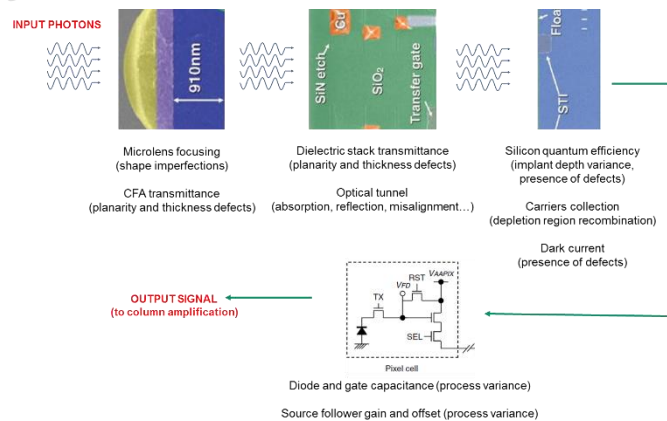 INPUT PHOTONS
910nm
SiN etch
Cu
SiO2
Transfer gate
Floa
STI
Microlens focusing
(shape imperfections)
CFA transmittance
(planarity and thickness defects)
Dielectric stack transmittance
(planarity and thickness defects)
Optical tunnel
(absorption, reflection, misalignment…)
Silicon quantum efficiency
(implant depth variance,
presence of defects)
Carriers collection
(depletion region recombination)
Dark current
(presence of defects)
OUTPUT SIGNAL
(to column amplification)
VAAPIX
RST
VFD
TX
SEL
Pixel cell
Diode and gate capacitance (process variance)
Source follower gain and offset (process variance)